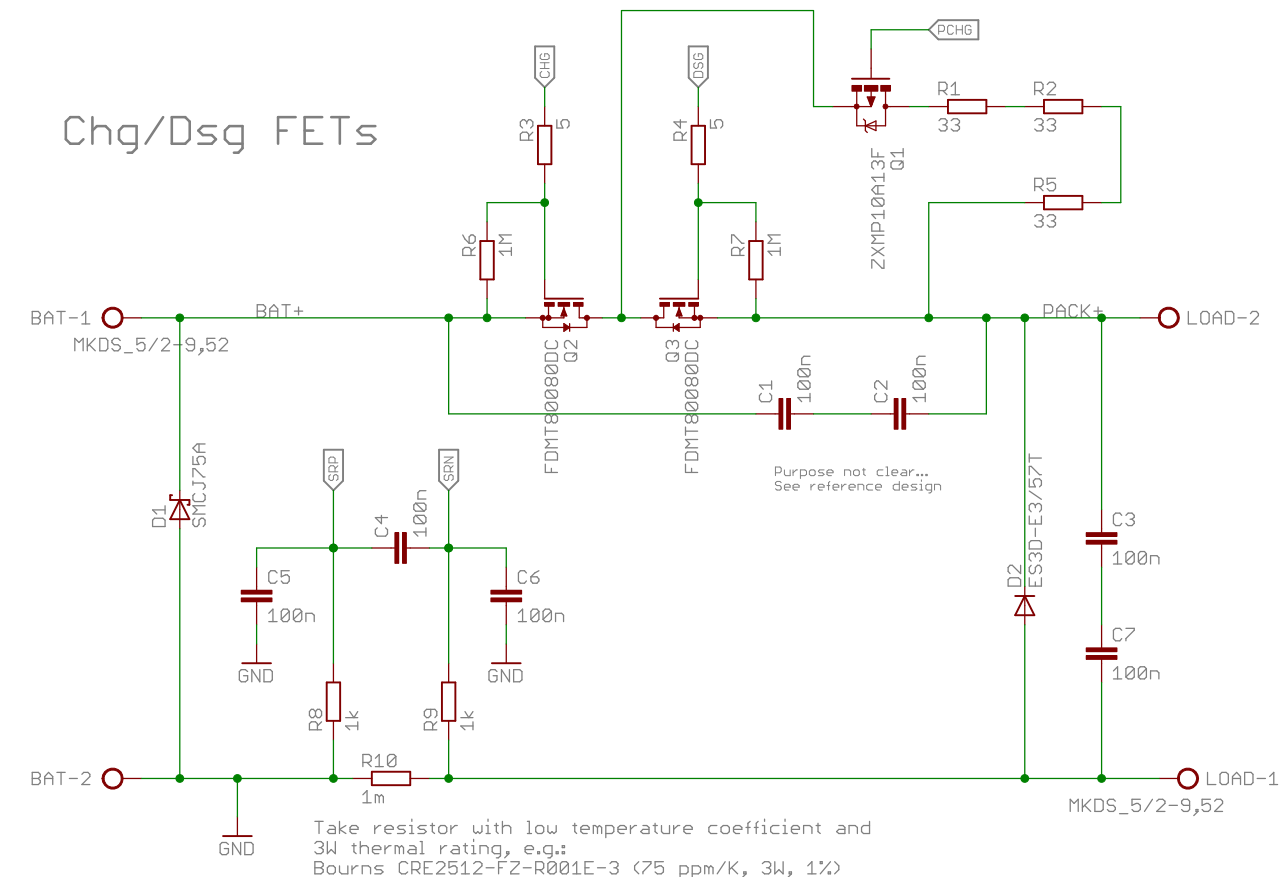 PCHG
CHG
DSG
Chg/Dsg FETs
R1
33
R2
33
R3
5
R4
5
ZXMP10A13F
Q1
R5
33
R6
1M
R7
1M
BAT-1
BAT+
MKDS_5/2-9,52
PACK+
LOAD-2
FDMT80080DC
Q2
FDMT80080DC
Q3
C1
100n
C2
100n
Purpose not clear...
See reference design
SRP
SRN
D1
SMCJ75A
C4
100n
C5
100n
GND
C6
100n
GND
D2
ES3D-E3/57T
C3
100n
C7
100n
R8
1k
R9
1k
BAT-2
R10
1m
LOAD-1
MKDS_5/2-9,52
GND
Take resistor with low temperature coefficient and
3W thermal rating, e.g.:
Bourns CRE2512-FZ-R001E-3 (75 ppm/K, 3W, 1%)